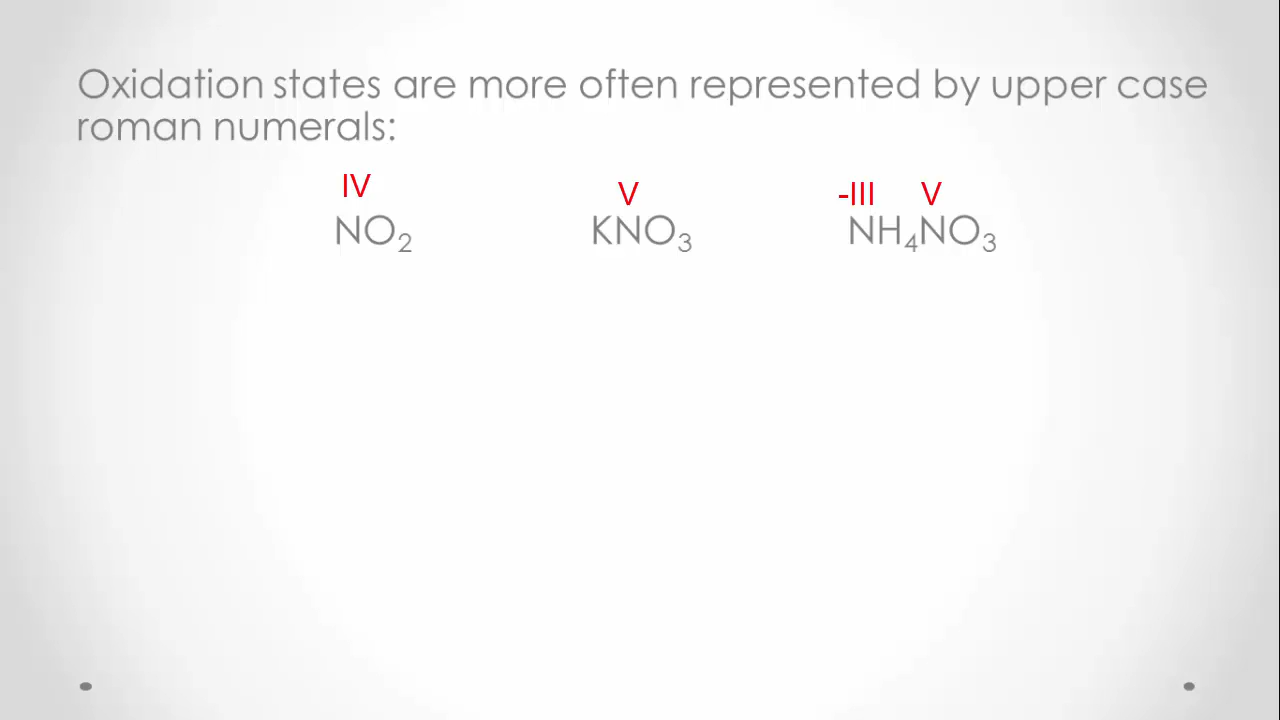 Oxidation states are more often represented by upper case
roman numerals:
IV V -III V
NO₂ KNO₃ NH₄NO₃